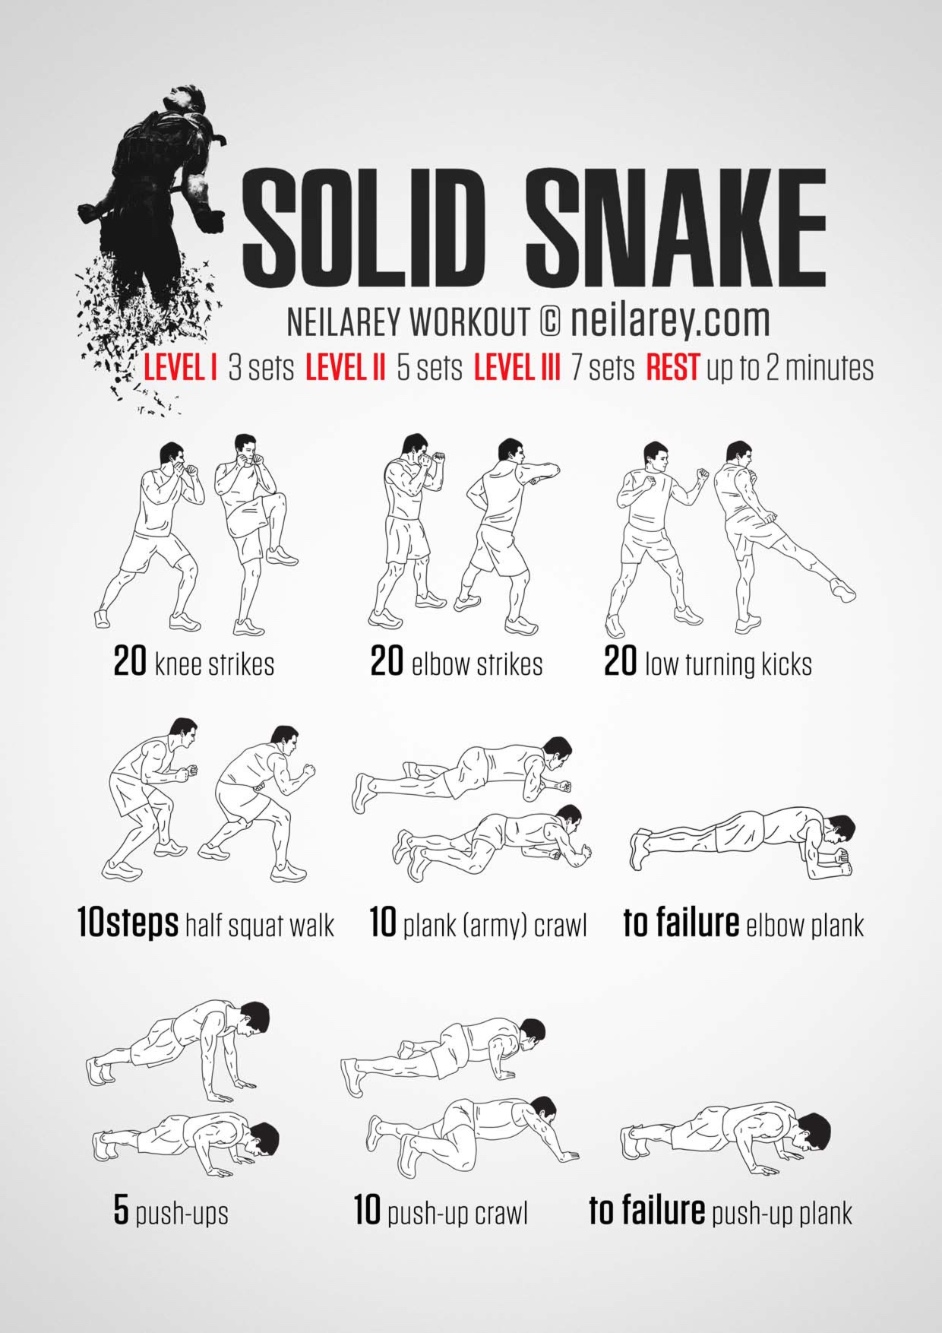 SOLID SNAKE
NEILAREY WORKOUT © neilarey.com
LEVEL I 3 sets LEVEL II 5 sets LEVEL III 7 sets REST up to 2 minutes
20 knee strikes
20 elbow strikes
20 low turning kicks
10steps half squat walk
10 plank (army) crawl
to failure elbow plank
5 push-ups
10 push-up crawl
to failure push-up plank